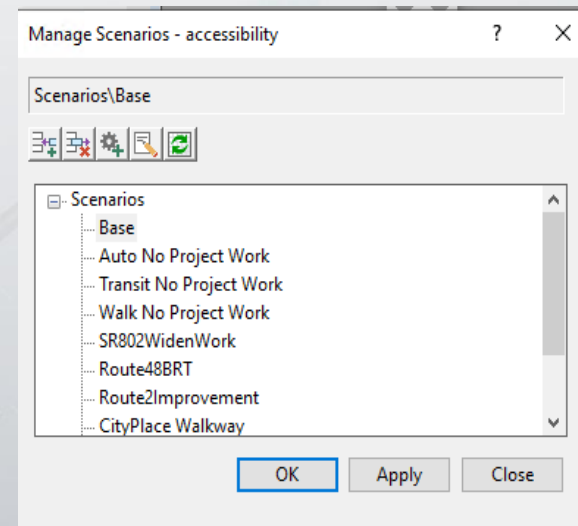 Manage Scenarios - accessibility ?
Scenarios\Base
Scenarios
Base
Auto No Project Work
Transit No Project Work
Walk No Project Work
SR802WidenWork
Route48BRT
Route2Improvement
CityPlace Walkway
OK Apply Close